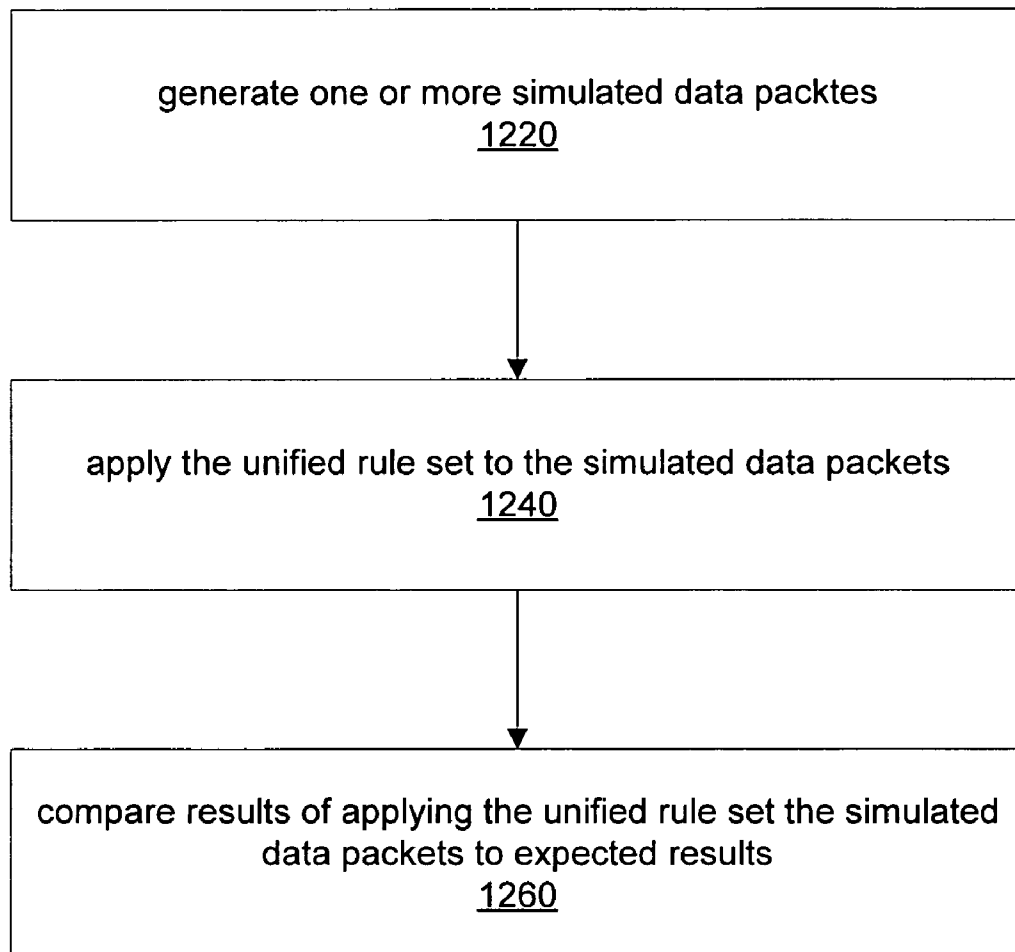 generate one or more simulated data packtes
1220
apply the unified rule set to the simulated data packets
1240
compare results of applying the unified rule set the simulated
data packets to expected results
1260